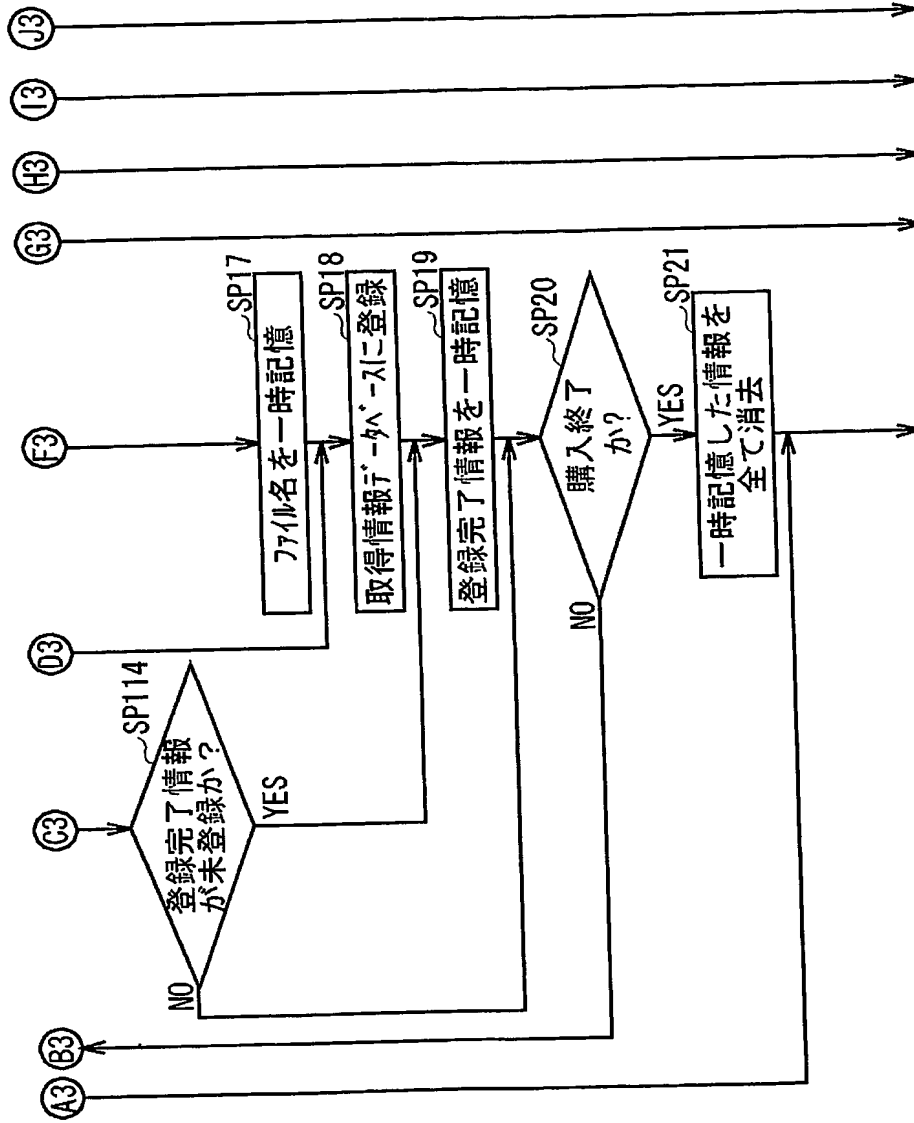 A3
B3
C3
D3
F3
G3
H3
I3
J3
SP114
登録完了情報
が未登録か?
NO
YES
SP17
ファイル名を一時記憶
SP18
取得情報データベースに登録
SP19
登録完了情報を一時記憶
SP20
購入終了
か?
NO
YES
SP21
一時記憶した情報を
全て消去